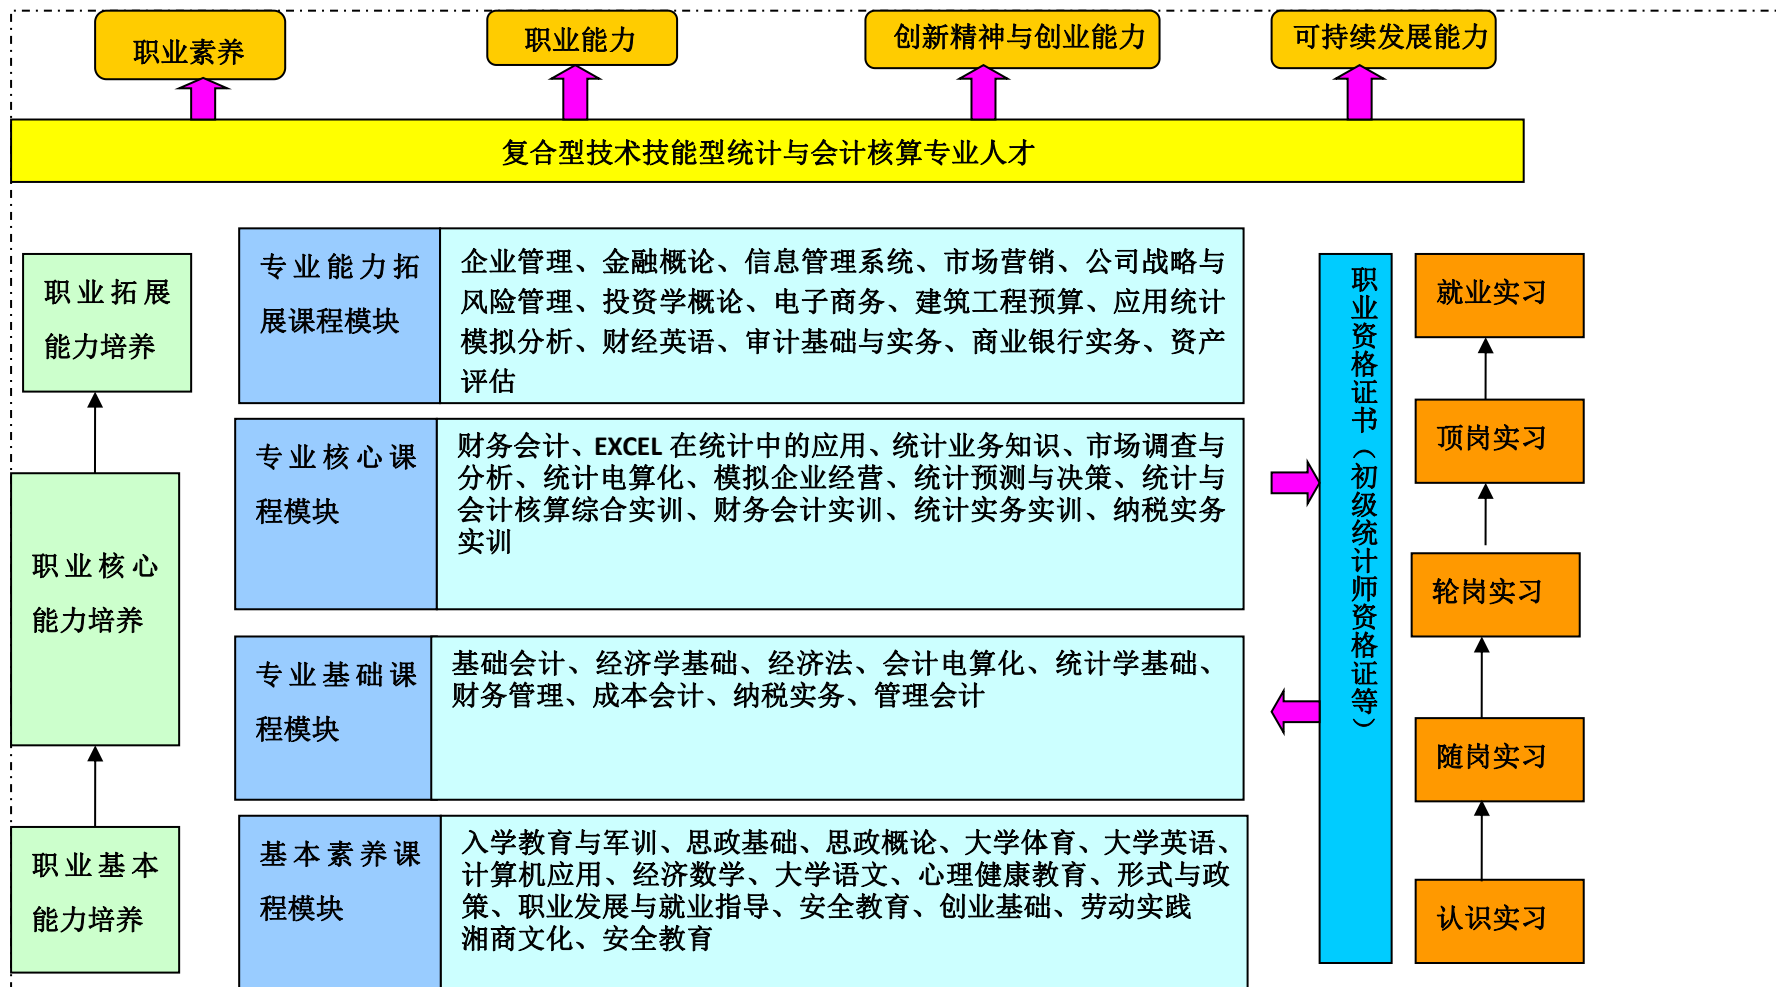 职业素养
职业能力
创新精神与创业能力
可持续发展能力
复合型技术技能型统计与会计核算专业人才
职业拓展
能力培养
专业能力拓
展课程模块
企业管理、金融概论、信息管理系统、市场营销、公司战略与
风险管理、投资学概论、电子商务、建筑工程预算、应用统计
模拟分析、财经英语、审计基础与实务、商业银行实务、资产
评估
职业核心
能力培养
专业核心课
程模块
财务会计、EXCEL 在统计中的应用、统计业务知识、市场调查与
分析、统计电算化、模拟企业经营、统计预测与决策、统计与
会计核算综合实训、财务会计实训、统计实务实训、纳税实务
实训
专业基础课
程模块
基础会计、经济学基础、经济法、会计电算化、统计学基础、
财务管理、成本会计、纳税实务、管理会计
职业基本
能力培养
基本素养课
程模块
入学教育与军训、思政基础、思政概论、大学体育、大学英语、
计算机应用、经济数学、大学语文、心理健康教育、形式与政
策、职业发展与就业指导、安全教育、创业基础、劳动实践
湘商文化、安全教育
职业资格证书（初级统计师资格证等）
就业实习
顶岗实习
轮岗实习
随岗实习
认识实习